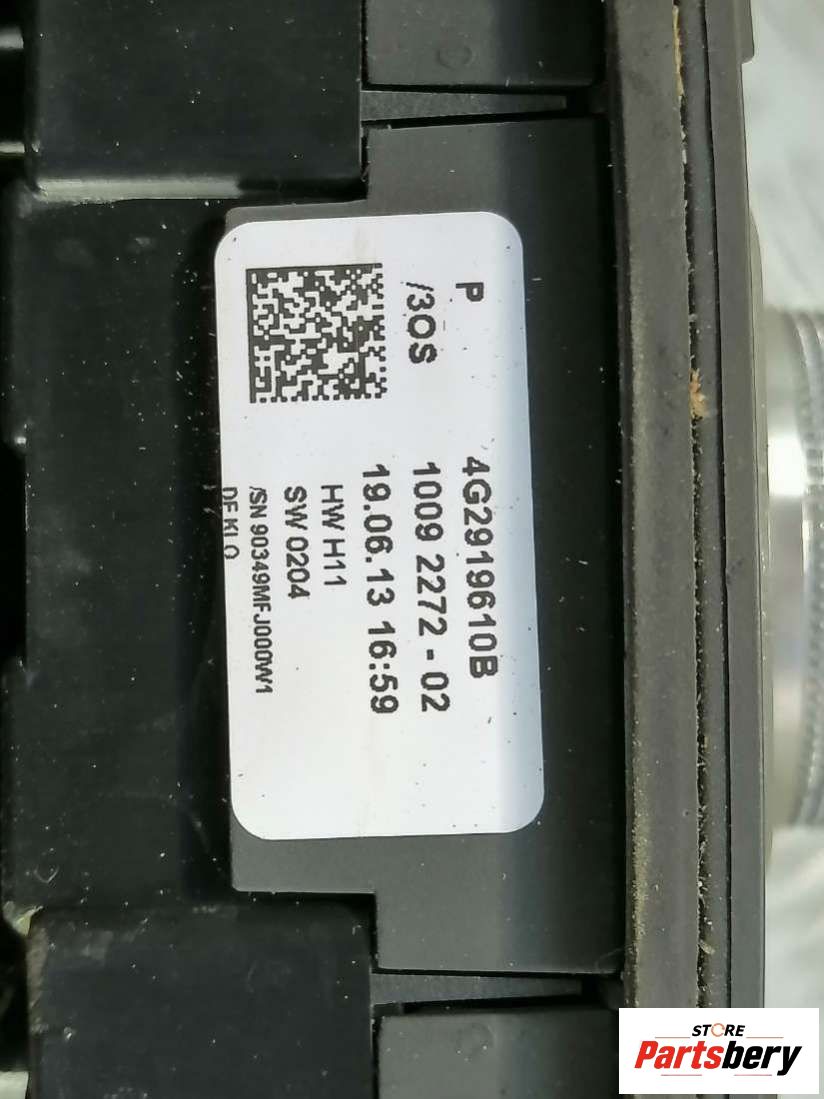 P
4G2919610B
/3OS
1009 2272 - 02
19.06.13 16:59
HW H11
SW 0204
/SN 90349MFJ000W1
STORE
Partsbery